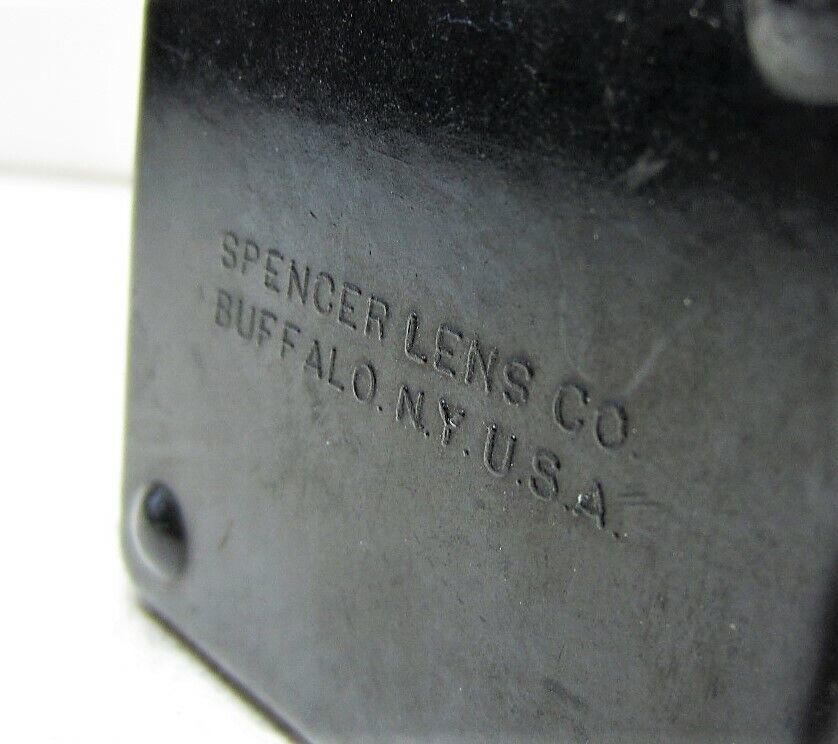 SPENCER LENS CO.
BUFFALO. N.Y. U.S.A.